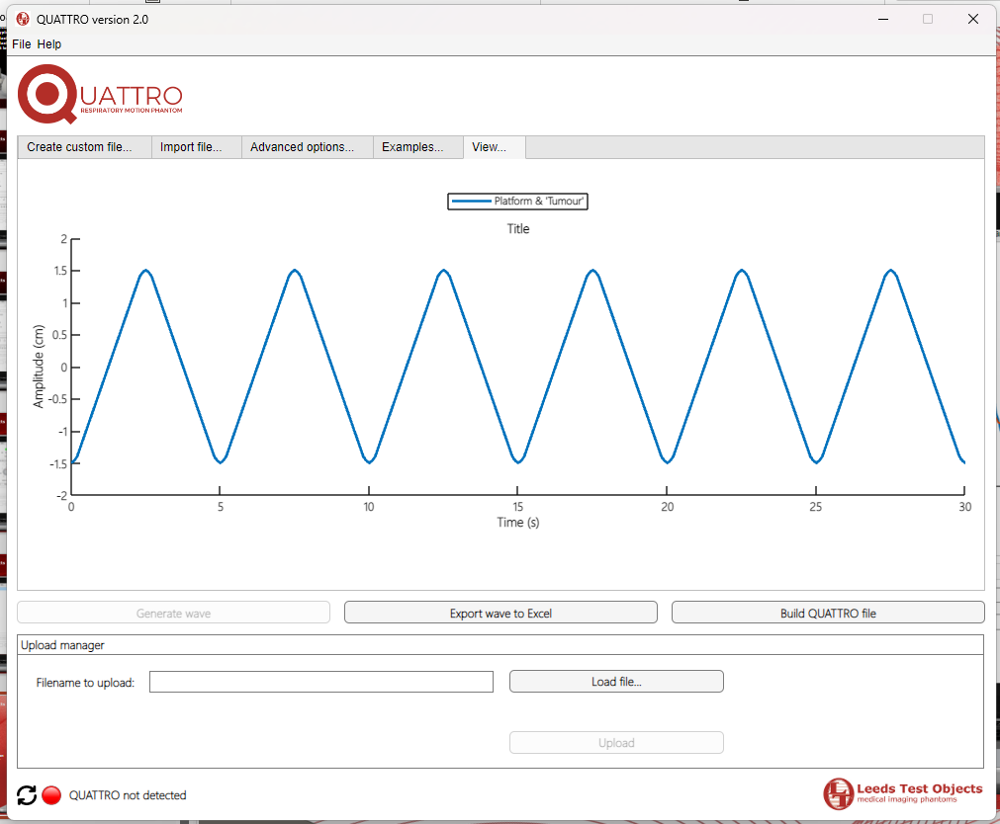 QUATTRO version 2.0
File Help
QUATTRO
RESPIRATORY MOTION PHANTOM
Create custom file... Import file... Advanced options... Examples... View...
Platform & 'Tumour'
Title
2
1.5
1
0.5
0
-0.5
-1
-1.5
-2
Amplitude (cm)
0 5 10 15 20 25 30
Time (s)
Generate wave Export wave to Excel Build QUATTRO file
Upload manager
Filename to upload: Load file...
Upload
QUATTRO not detected
Leeds Test Objects
medical imaging phantoms